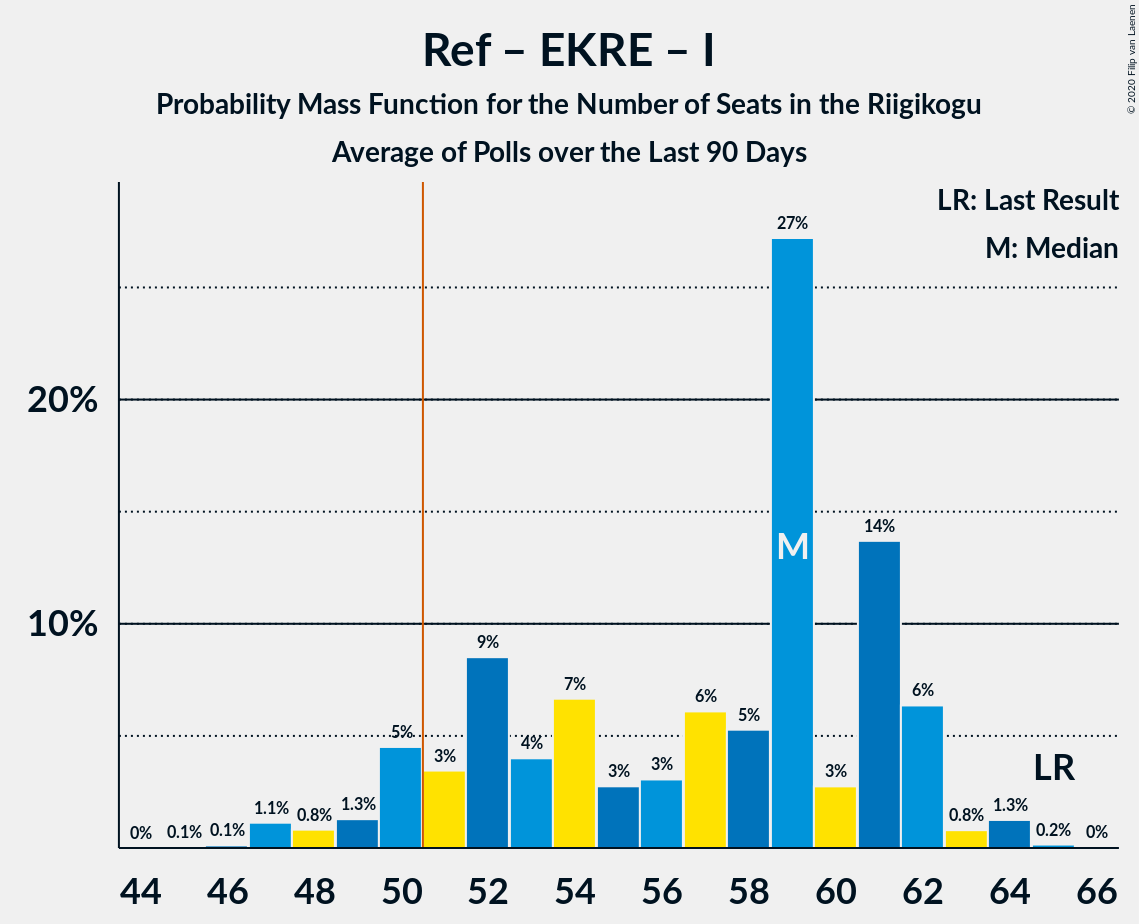 Ref – EKRE – I
Probability Mass Function for the Number of Seats in the Riigikogu
Average of Polls over the Last 90 Days
© 2020 Filip van Laenen
LR: Last Result
M: Median
20%
10%
0%
0.1%
0.1%
1.1%
0.8%
1.3%
5%
3%
9%
4%
7%
3%
3%
6%
5%
27%
M
3%
14%
6%
0.8%
1.3%
0.2%
LR
0%
44 46 48 50 52 54 56 58 60 62 64 66